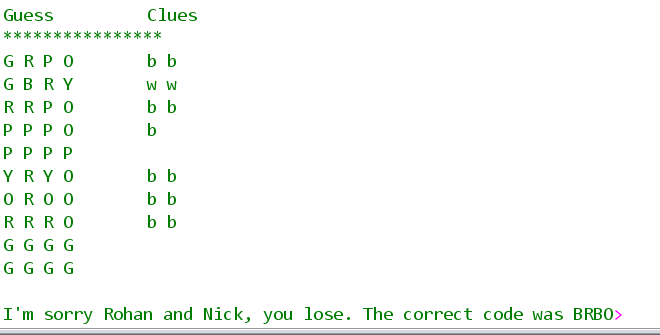 Guess Clues
****************
G R P O b b
G B R Y w w
R R P O b b
P P P O b
P P P P
Y R Y O b b
O R O O b b
R R R O b b
G G G G
G G G G
I'm sorry Rohan and Nick, you lose. The correct code was BRBO>